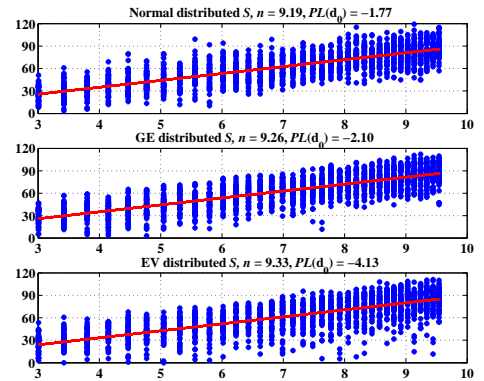 Normal distributed S, n = 9.19, PL(d0) = −1.77
120
90
60
30
0
3 4 5 6 7 8 9 10
GE distributed S, n = 9.26, PL(d0) = −2.10
120
90
60
30
0
3 4 5 6 7 8 9 10
EV distributed S, n = 9.33, PL(d0) = −4.13
120
90
60
30
0
3 4 5 6 7 8 9 10